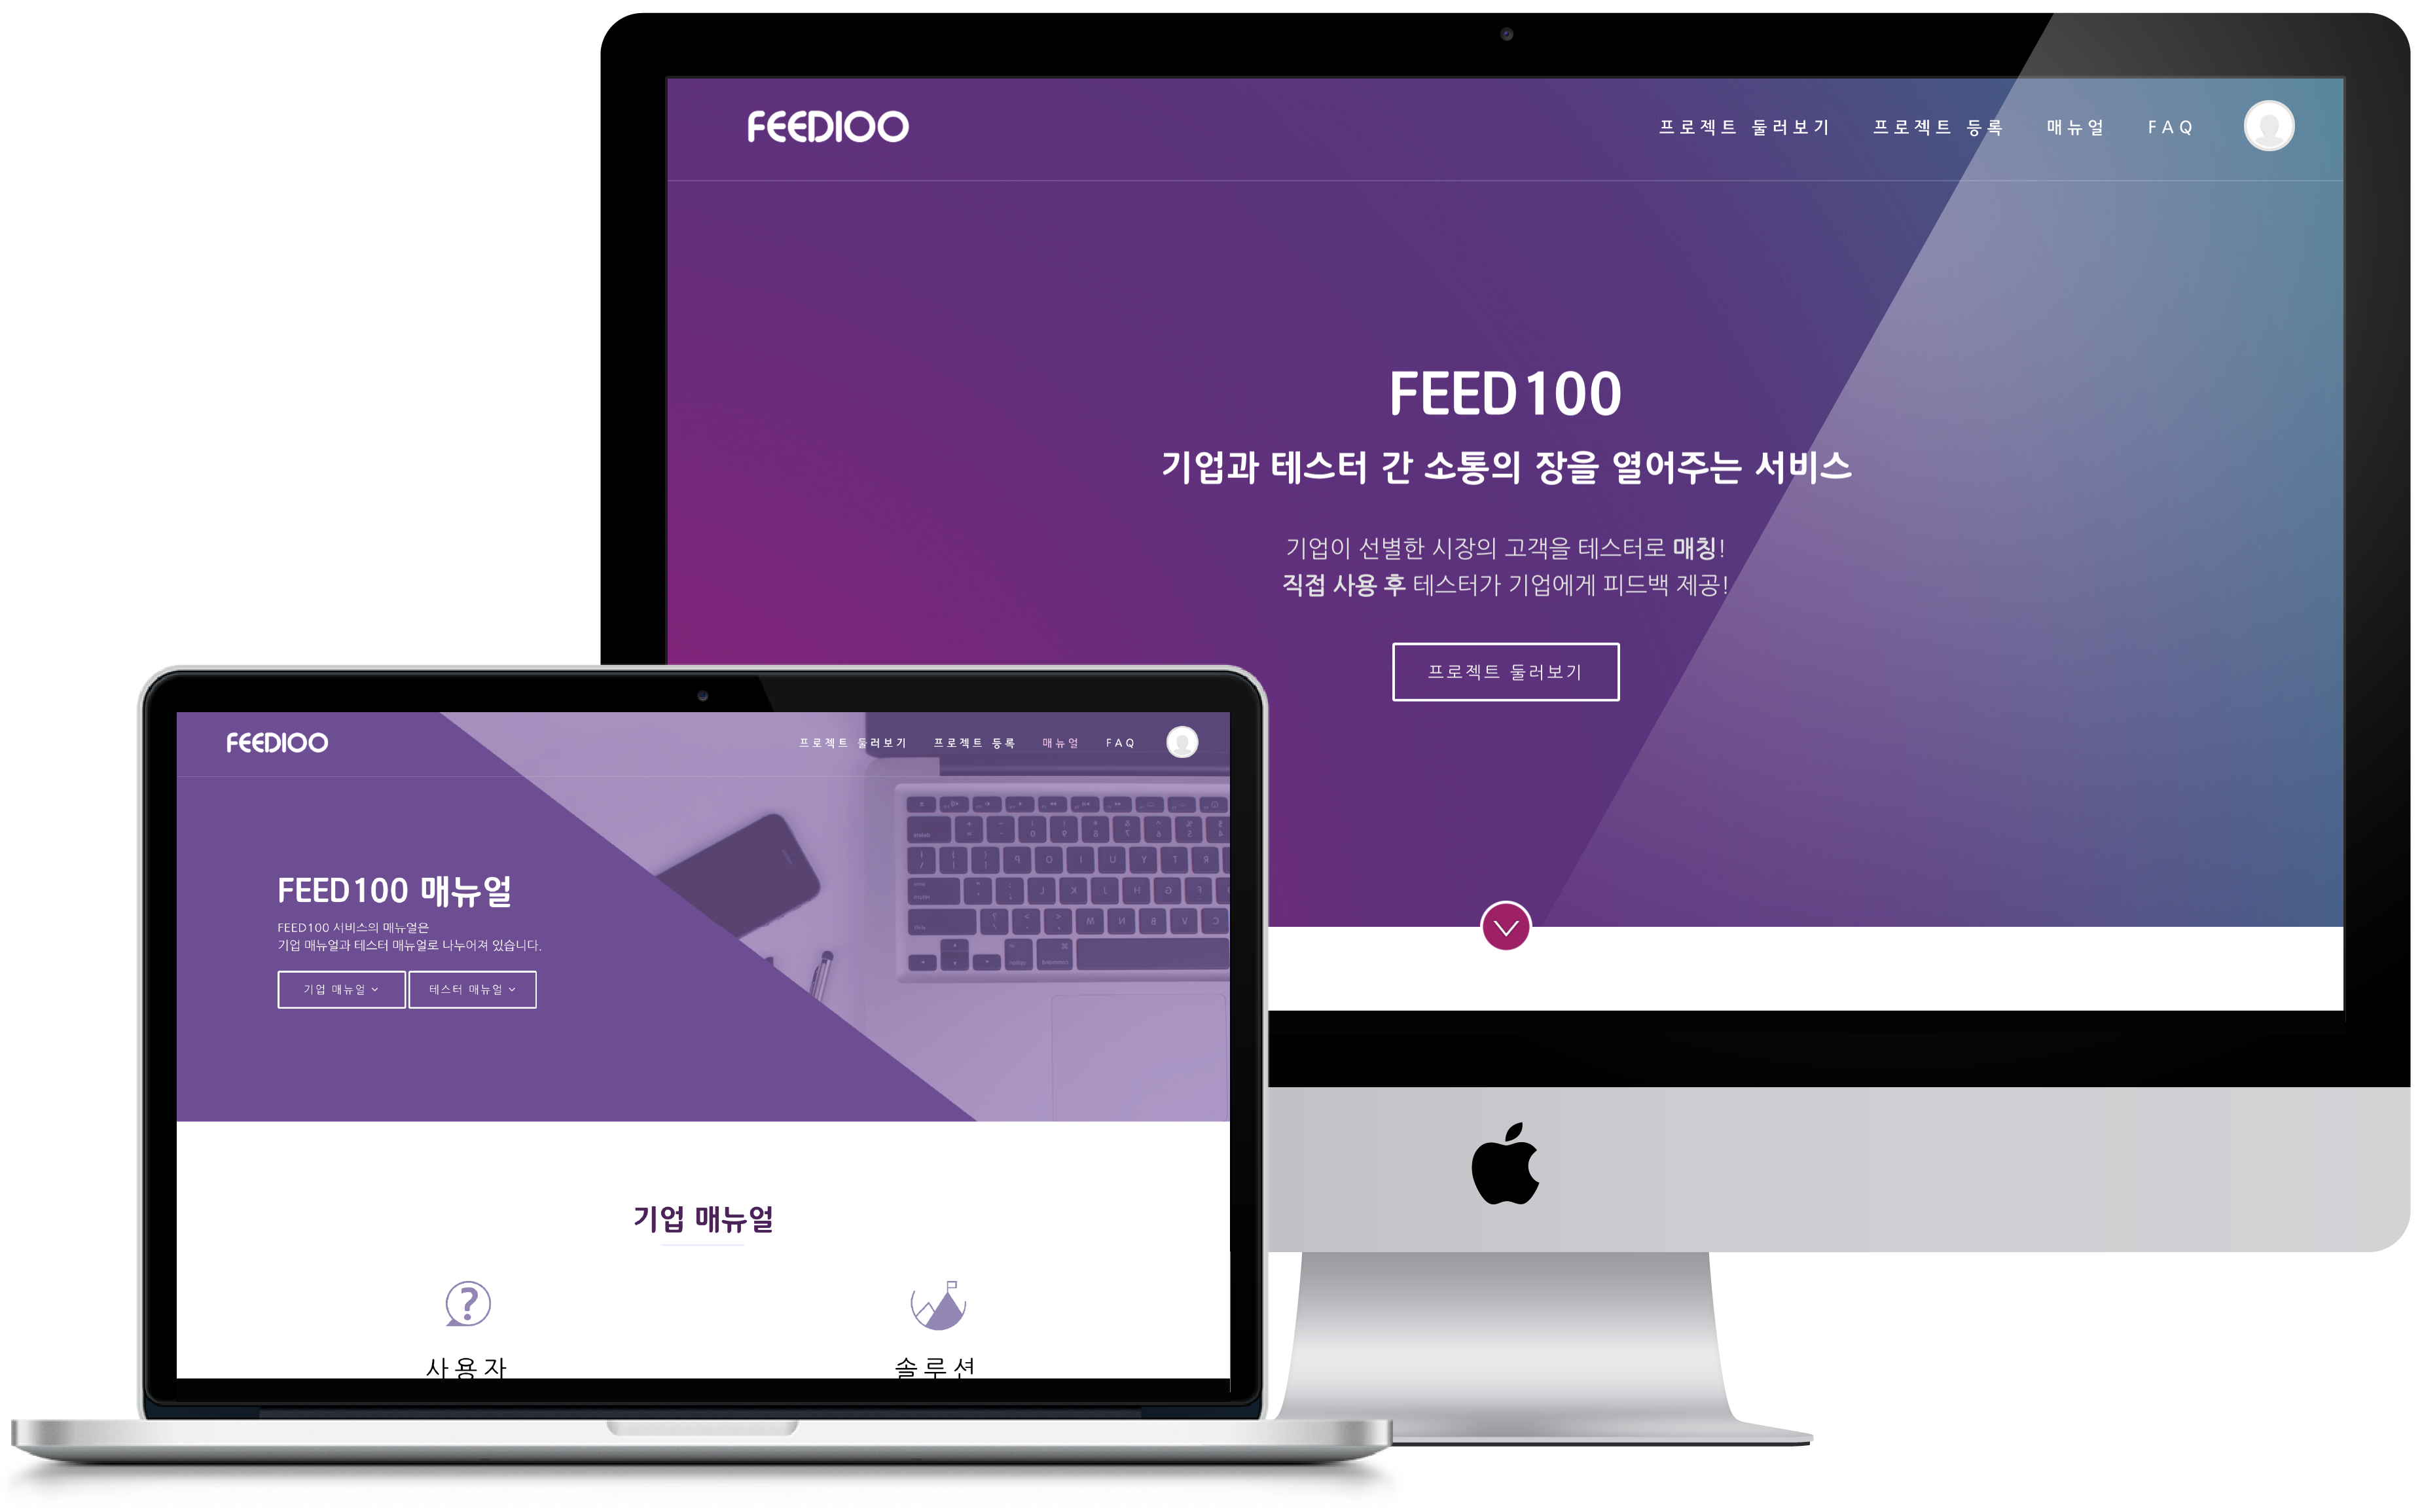 FEED100
프로젝트 둘러보기 프로젝트 등록 매뉴얼 FAQ
FEED100
기업과 테스터 간 소통의 장을 열어주는 서비스
기업이 선별한 시장의 고객을 테스터로 매칭!
직접 사용 후 테스터가 기업에게 피드백 제공!
프로젝트 둘러보기
FEED100
프로젝트 둘러보기 프로젝트 등록 매뉴얼 FAQ
FEED100 매뉴얼
FEED100 서비스의 매뉴얼은
기업 매뉴얼과 테스터 매뉴얼로 나누어져 있습니다.
기업 매뉴얼 테스터 매뉴얼
기업 매뉴얼
사용자 솔루션